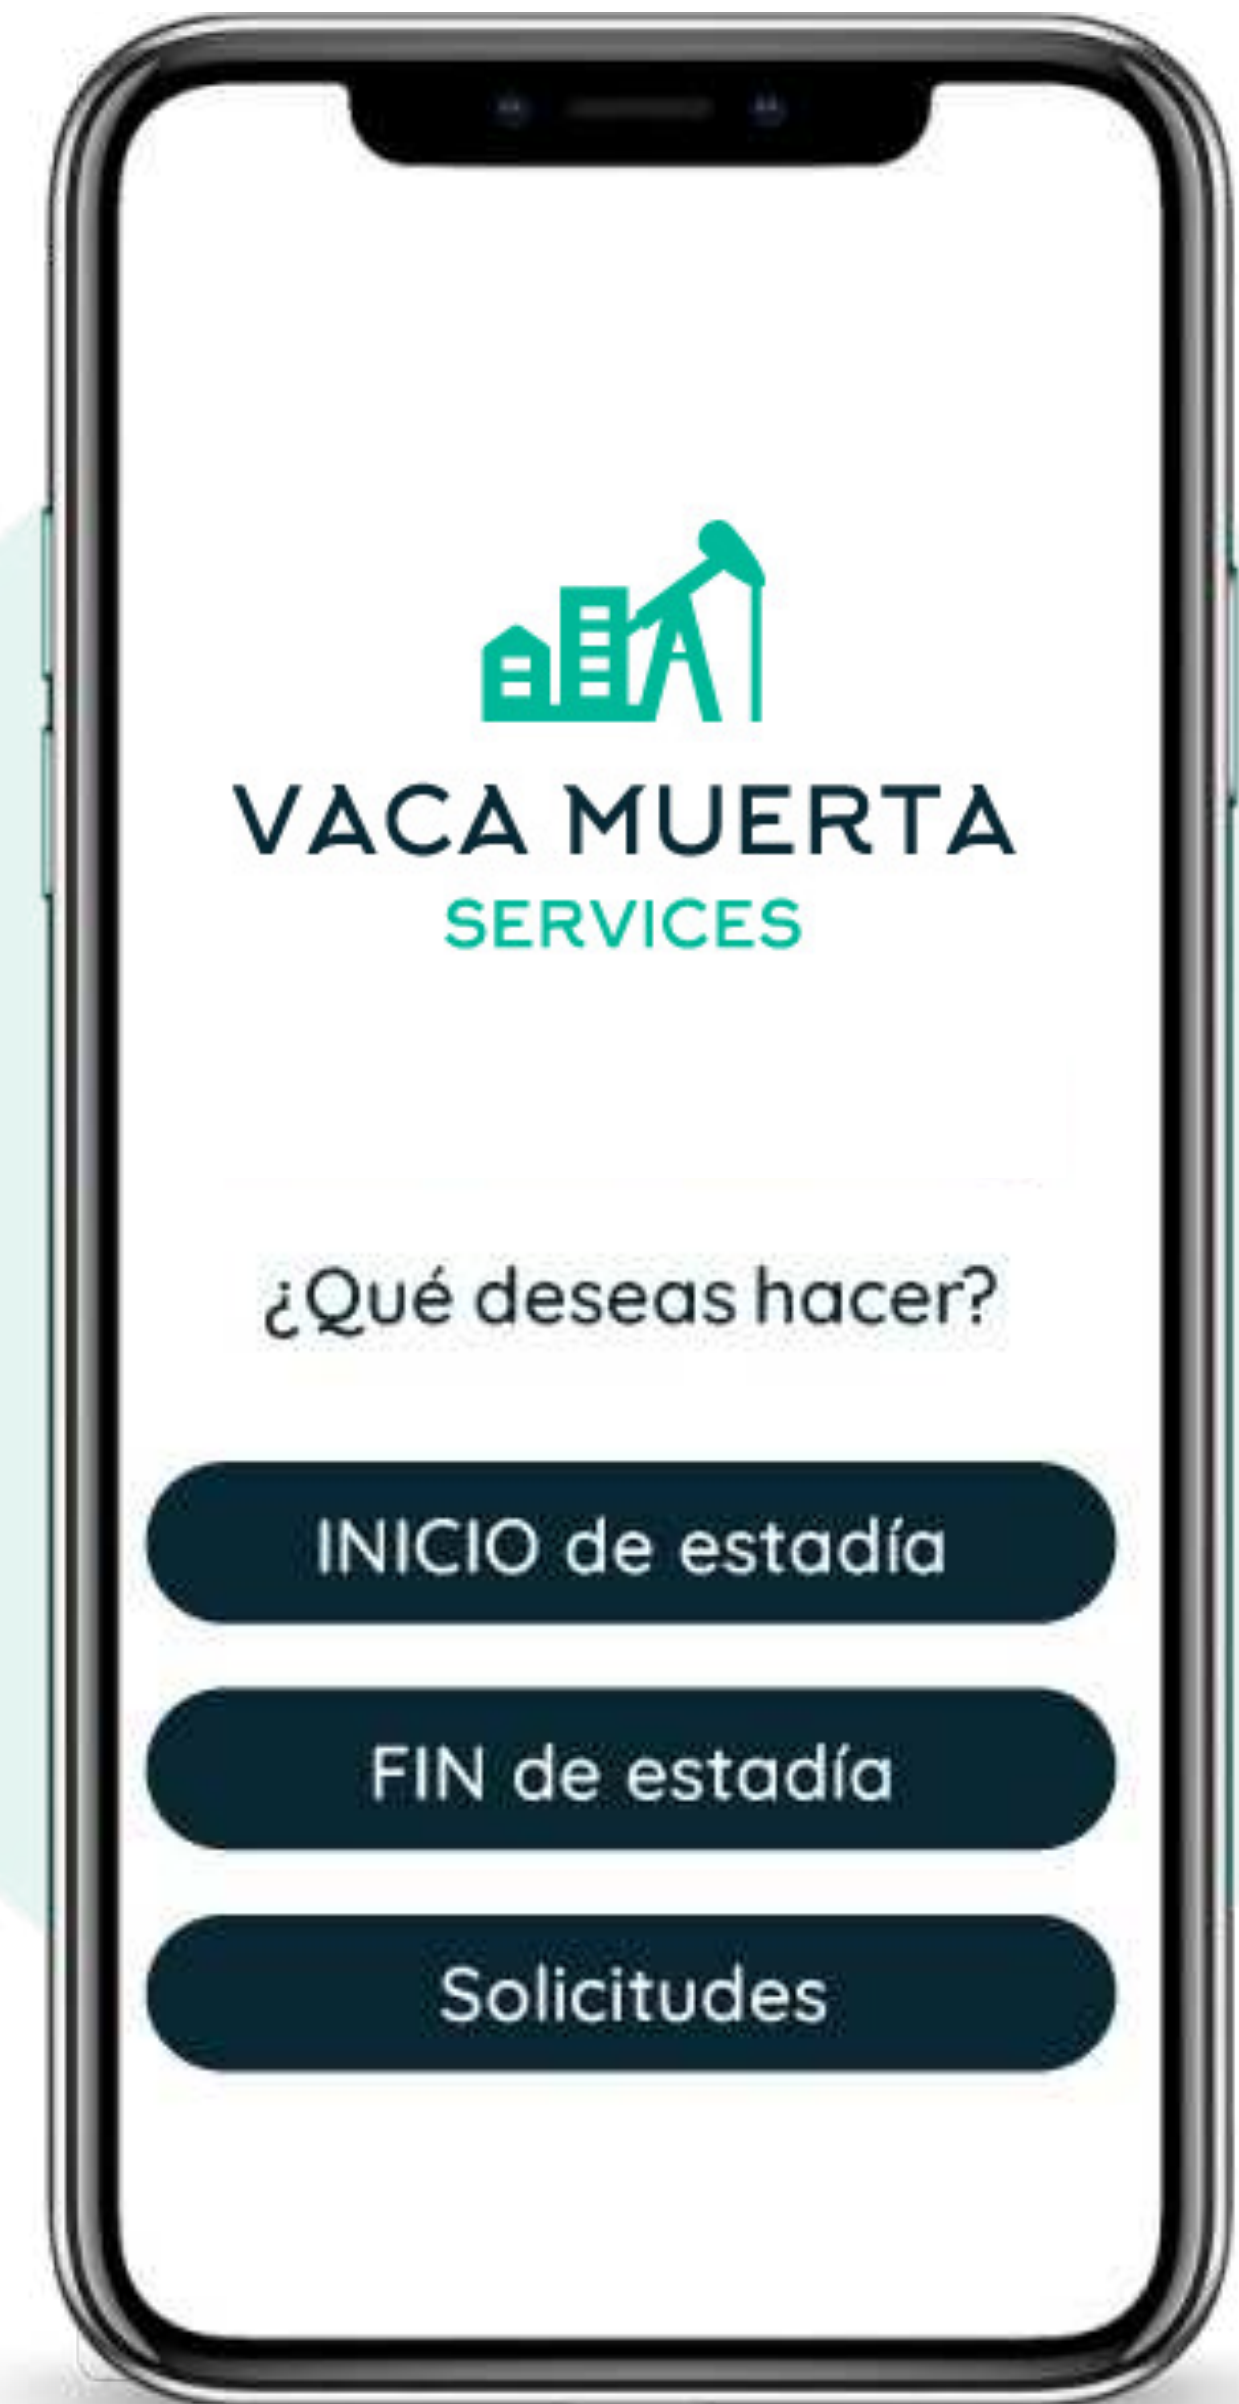 VACA MUERTA
SERVICES
¿Qué deseas hacer?
INICIO de estadía
FIN de estadía
Solicitudes